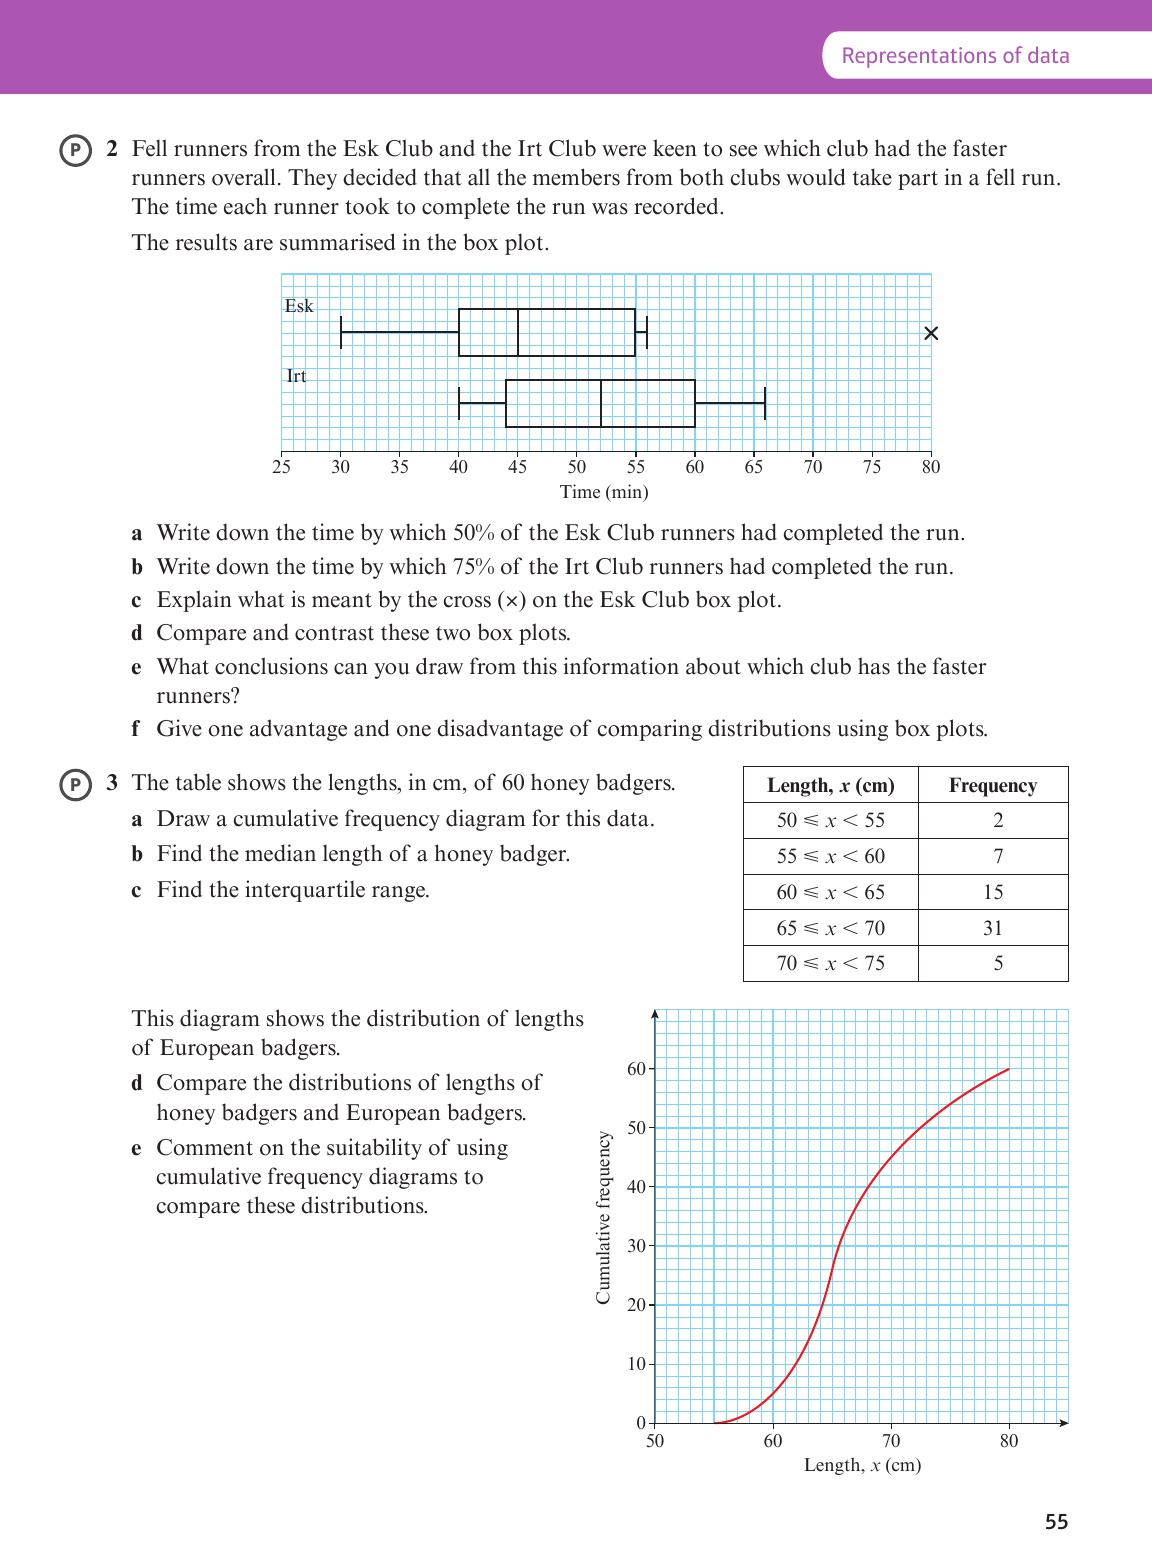 Representations of data
P 2 Fell runners from the Esk Club and the Irt Club were keen to see which club had the faster
runners overall. They decided that all the members from both clubs would take part in a fell run.
The time each runner took to complete the run was recorded.
The results are summarised in the box plot.
Esk
Irt
25 30 35 40 45 50 55 60 65 70 75 80
Time (min)
a Write down the time by which 50% of the Esk Club runners had completed the run.
b Write down the time by which 75% of the Irt Club runners had completed the run.
c Explain what is meant by the cross (×) on the Esk Club box plot.
d Compare and contrast these two box plots.
e What conclusions can you draw from this information about which club has the faster
runners?
f Give one advantage and one disadvantage of comparing distributions using box plots.
P 3 The table shows the lengths, in cm, of 60 honey badgers.
a Draw a cumulative frequency diagram for this data.
b Find the median length of a honey badger.
c Find the interquartile range.
Length, x (cm) Frequency
50 ⩽ x < 55 2
55 ⩽ x < 60 7
60 ⩽ x < 65 15
65 ⩽ x < 70 31
70 ⩽ x < 75 5
This diagram shows the distribution of lengths
of European badgers.
d Compare the distributions of lengths of
honey badgers and European badgers.
e Comment on the suitability of using
cumulative frequency diagrams to
compare these distributions.
Cumulative frequency
60
50
40
30
20
10
0
50 60 70 80
Length, x (cm)
55